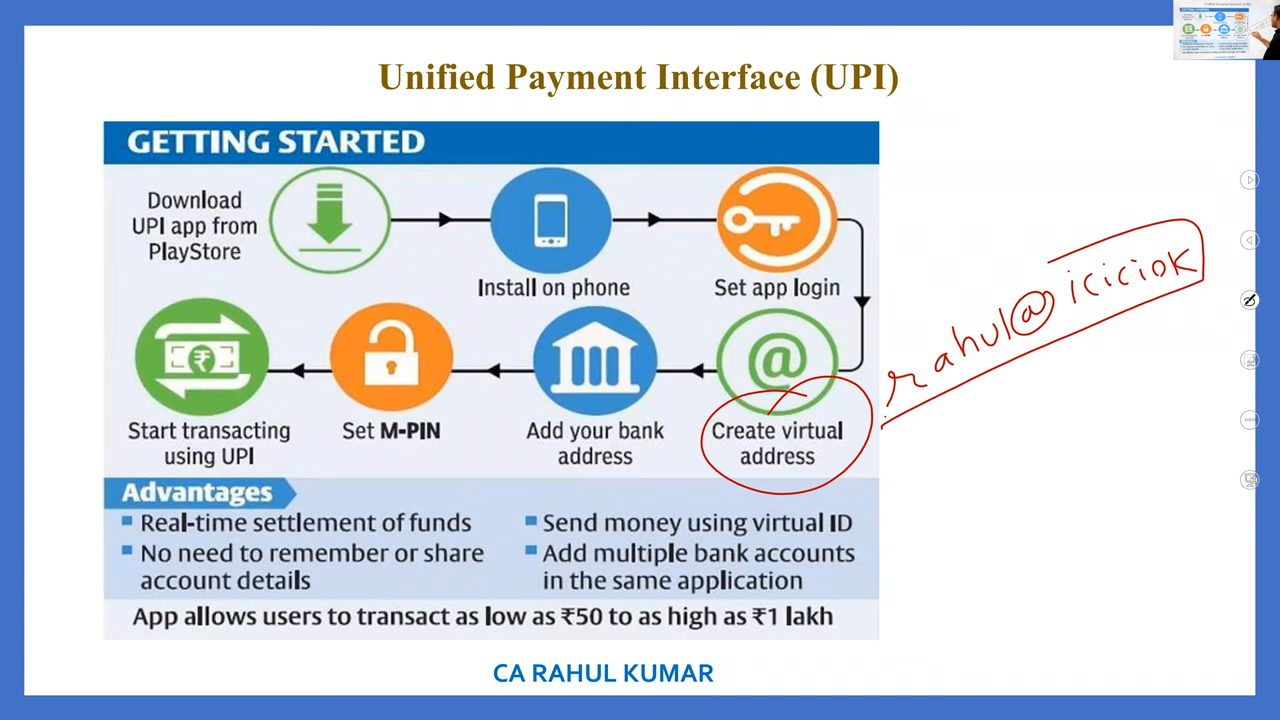 Unified Payment Interface (UPI)
GETTING STARTED
Download
UPI app from
PlayStore
Install on phone
Set app login
rahul@iciciok
@
Create virtual
address
Add your bank
address
Set M-PIN
₹
Start transacting
using UPI
Advantages
Real-time settlement of funds
No need to remember or share
account details
Send money using virtual ID
Add multiple bank accounts
in the same application
App allows users to transact as low as ₹50 to as high as ₹1 lakh
CA RAHUL KUMAR